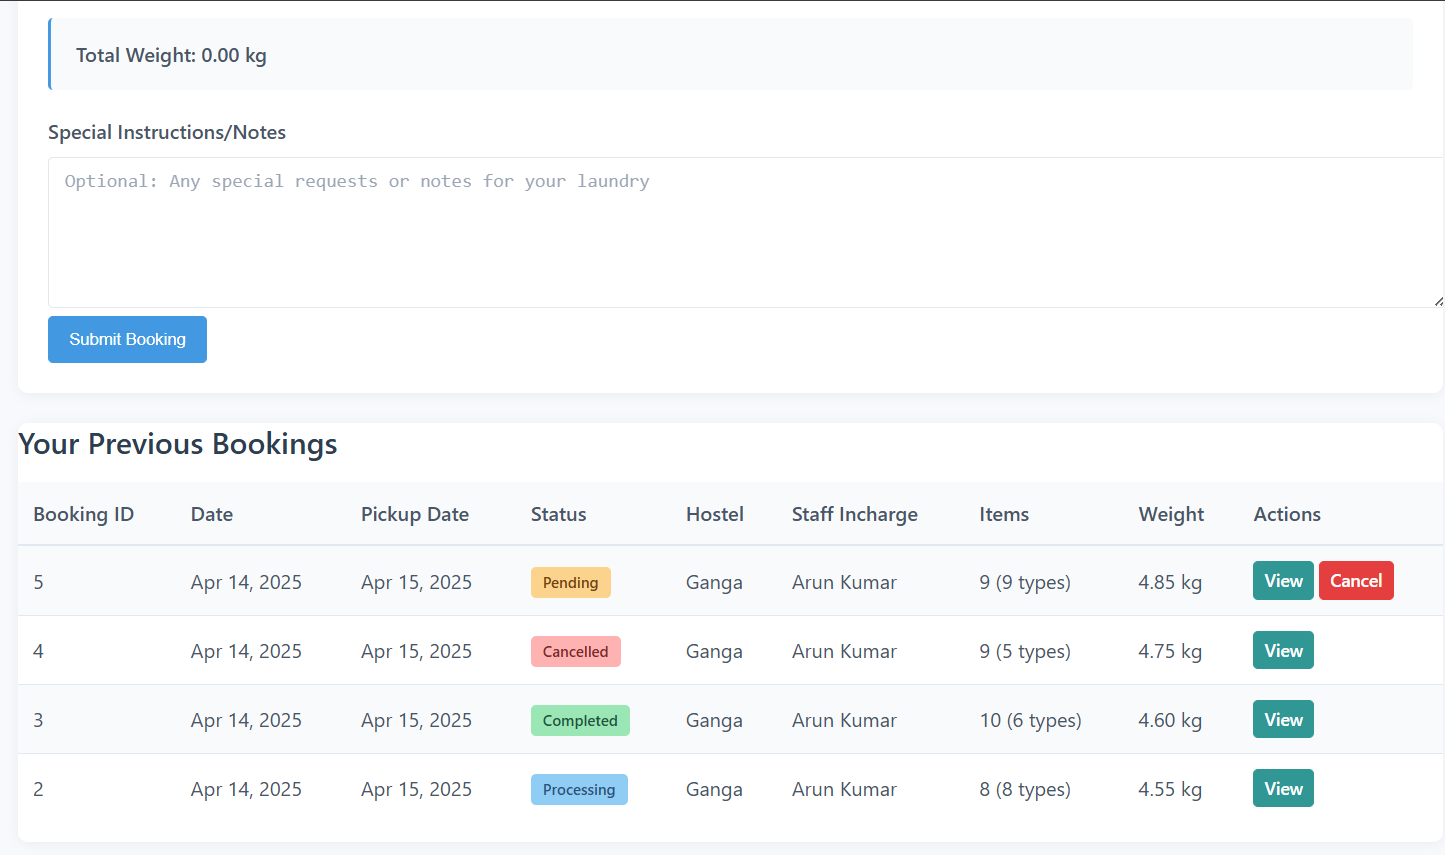 Total Weight: 0.00 kg
Special Instructions/Notes
Optional: Any special requests or notes for your laundry
Submit Booking
Your Previous Bookings
Booking ID Date Pickup Date Status Hostel Staff Incharge Items Weight Actions
5 Apr 14, 2025 Apr 15, 2025 Pending Ganga Arun Kumar 9 (9 types) 4.85 kg View Cancel
4 Apr 14, 2025 Apr 15, 2025 Cancelled Ganga Arun Kumar 9 (5 types) 4.75 kg View
3 Apr 14, 2025 Apr 15, 2025 Completed Ganga Arun Kumar 10 (6 types) 4.60 kg View
2 Apr 14, 2025 Apr 15, 2025 Processing Ganga Arun Kumar 8 (8 types) 4.55 kg View